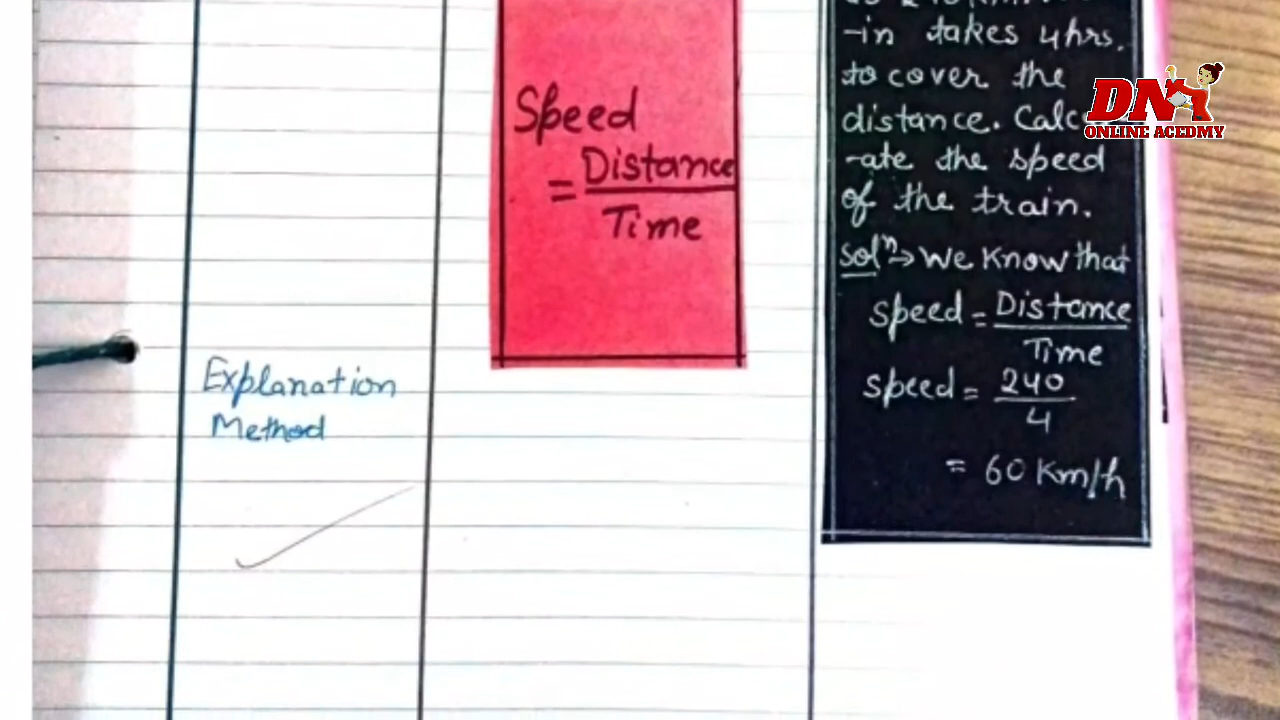 Speed
= Distance
Time
Explanation
Method
-in takes 4hrs.
to cover the
distance. Calcu
-ate the speed
of the train.
solⁿ→ We Know that
speed = Distance
Time
speed = 240
4
= 60 Km/h
DN
ONLINE ACEDMY